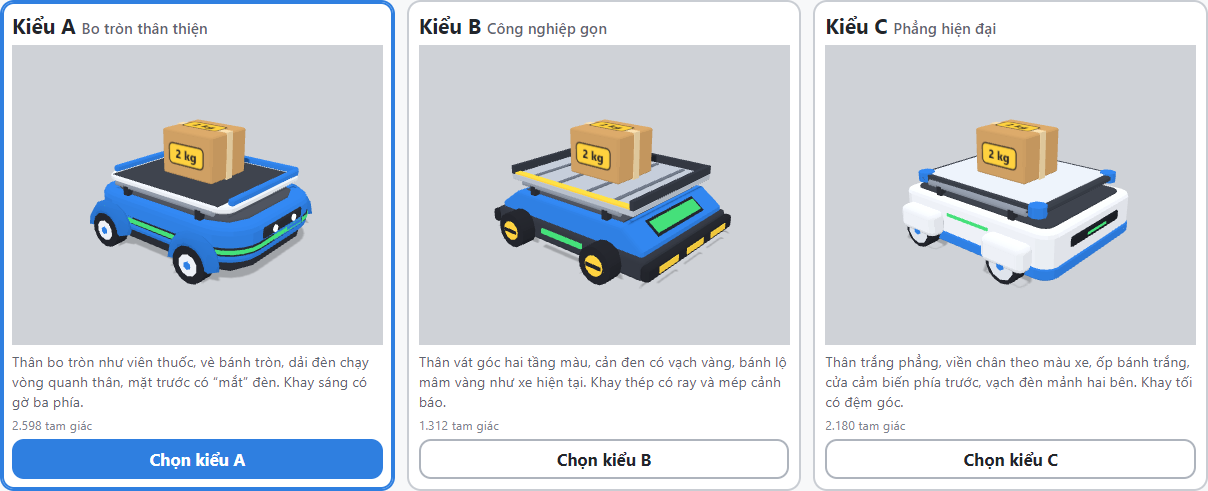 Kiểu A Bo tròn thân thiện
2 kg
Thân bo tròn như viên thuốc, vè bánh tròn, dải đèn chạy
vòng quanh thân, mặt trước có “mắt” đèn. Khay sáng có
gờ ba phía.
2.598 tam giác
Chọn kiểu A
Kiểu B Công nghiệp gọn
2 kg
Thân vát góc hai tầng màu, cản đen có vạch vàng, bánh lộ
mâm vàng như xe hiện tại. Khay thép có ray và mép cảnh
báo.
1.312 tam giác
Chọn kiểu B
Kiểu C Phẳng hiện đại
2 kg
Thân trắng phẳng, viền chân theo màu xe, ốp bánh trắng,
cửa cảm biến phía trước, vạch đèn mảnh hai bên. Khay tối
có đệm góc.
2.180 tam giác
Chọn kiểu C